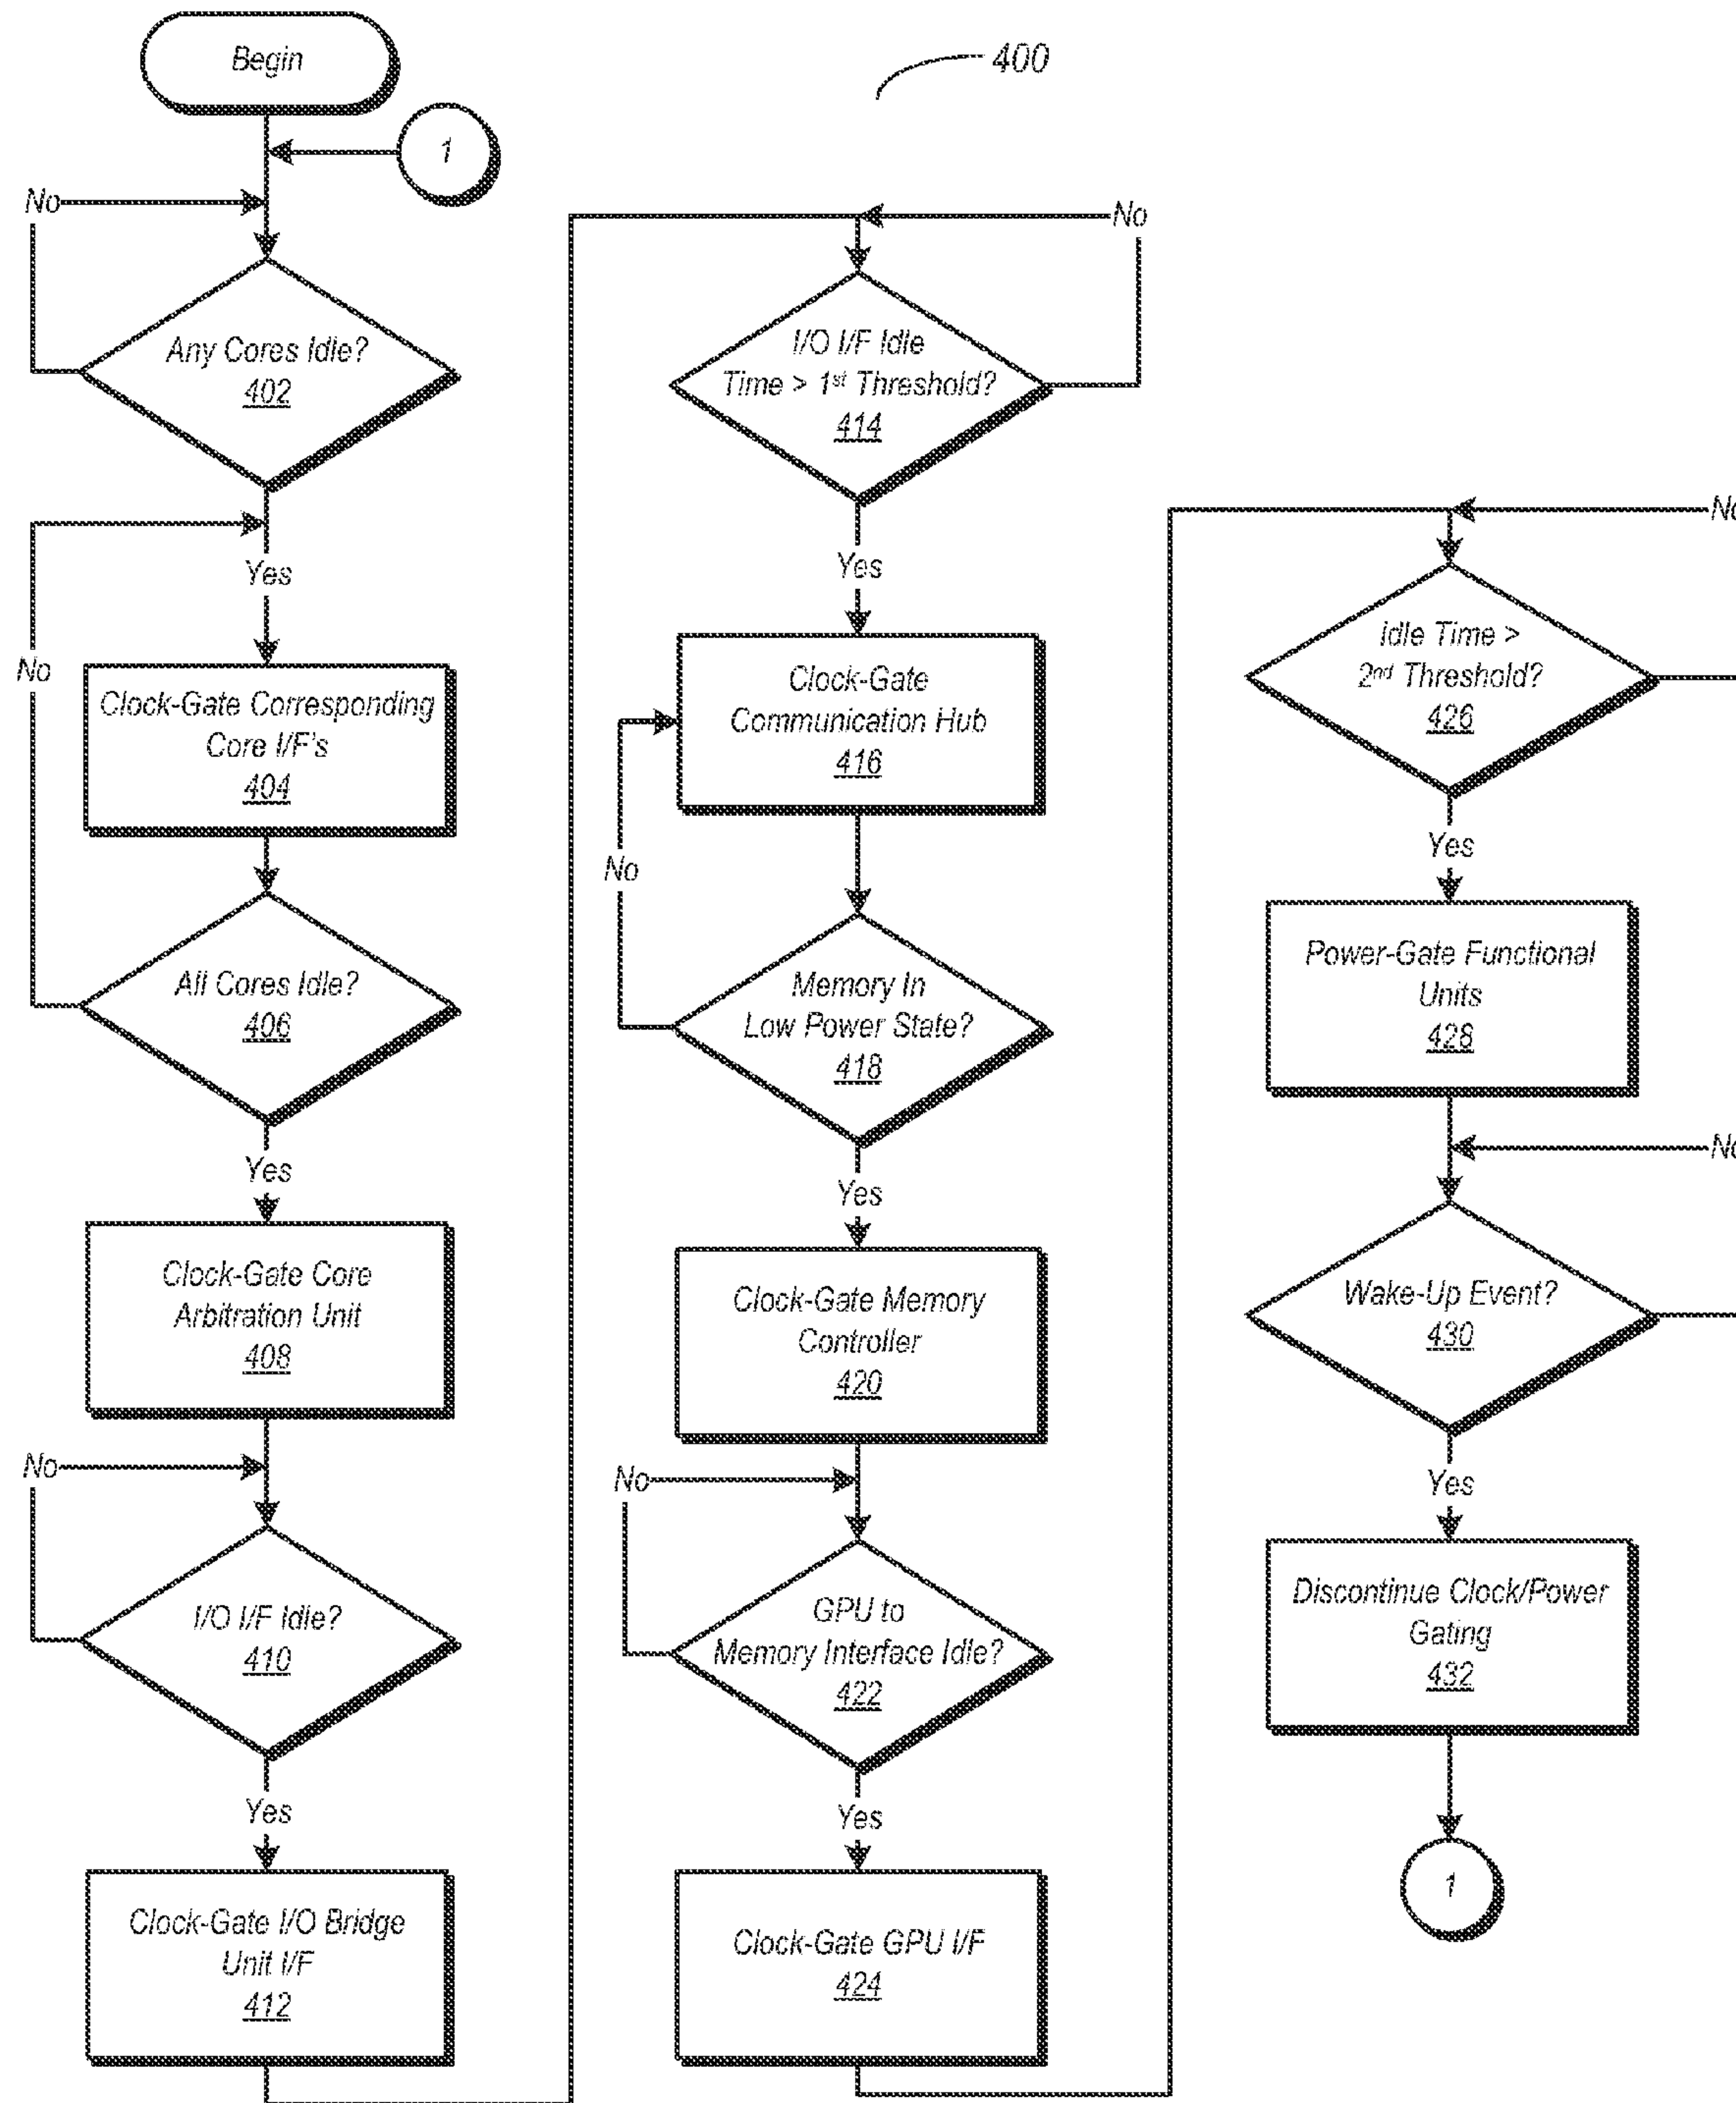 Begin
400
1
No
Any Cores Idle?
402
No
Yes
Clock-Gate Corresponding
Core I/F's
404
All Cores Idle?
406
Yes
Clock-Gate Core
Arbitration Unit
408
No
I/O I/F Idle?
410
Yes
Clock-Gate I/O Bridge
Unit I/F
412
No
I/O I/F Idle
Time > 1st Threshold?
414
Yes
Clock-Gate
Communication Hub
416
No
Memory In
Low Power State?
418
Yes
Clock-Gate Memory
Controller
420
No
GPU to
Memory Interface Idle?
422
Yes
Clock-Gate GPU I/F
424
No
Idle Time >
2nd Threshold?
426
Yes
Power-Gate Functional
Units
428
No
Wake-Up Event?
430
Yes
Discontinue Clock/Power
Gating
432
1